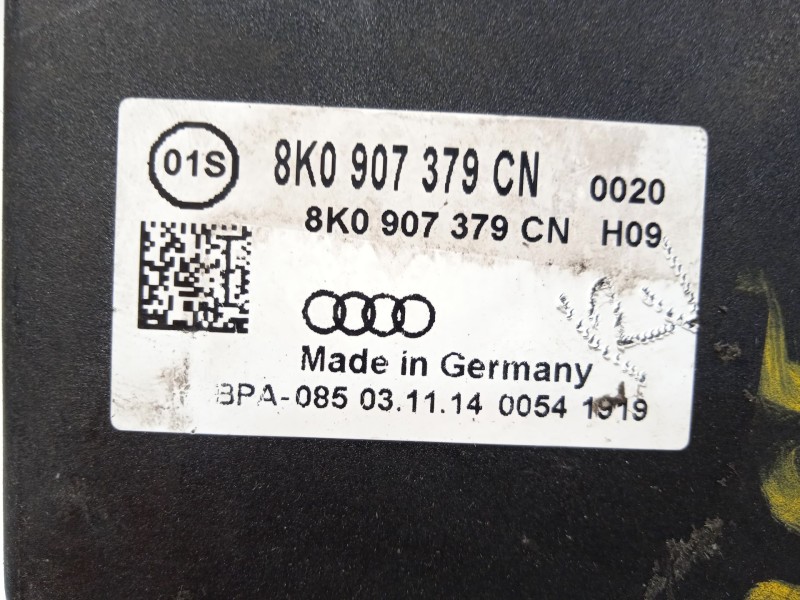 01S
8K0 907 379 CN 0020
8K0 907 379 CN H09
Made in Germany
BPA-085 03.11.14 0054 1919